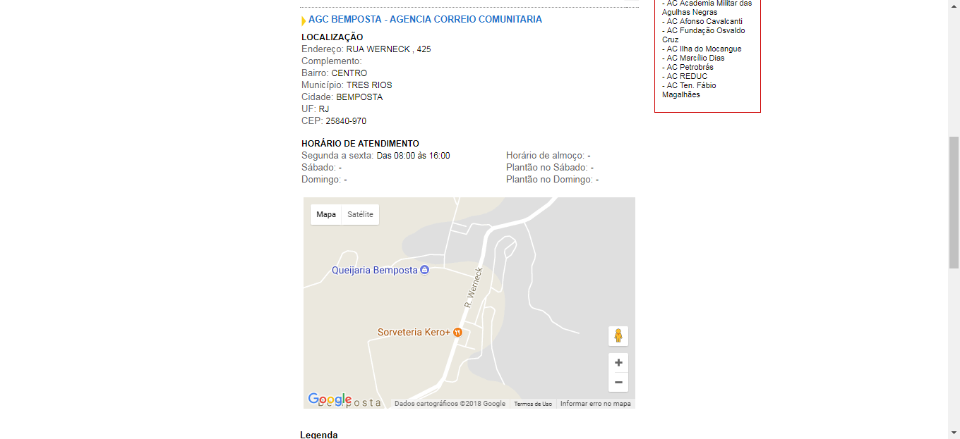 AGC BEMPOSTA - AGENCIA CORREIO COMUNITARIA
LOCALIZAÇÃO
Endereço: RUA WERNECK , 425
Complemento:
Bairro: CENTRO
Município: TRES RIOS
Cidade: BEMPOSTA
UF: RJ
CEP: 25840-970
HORÁRIO DE ATENDIMENTO
Segunda a sexta: Das 08:00 às 16:00
Horário de almoço: -
Sábado: -
Plantão no Sábado: -
Domingo: -
Plantão no Domingo: -
Mapa
Satélite
Queijaria Bemposta
R. Werneck
Sorveteria Kero+
Google
Bemposta
Dados cartográficos ©2018 Google
Termos de Uso
Informar erro no mapa
Legenda
- AC Academia Militar das
Agulhas Negras
- AC Afonso Cavalcanti
- AC Fundação Osvaldo
Cruz
- AC Ilha do Mocangue
- AC Marcílio Dias
- AC Petrobrás
- AC REDUC
- AC Ten. Fábio
Magalhães